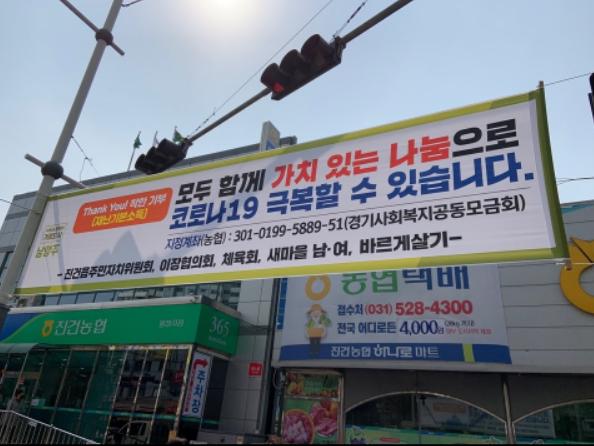 Thank You! 착한 기부
(재난기본소득)
모두 함께 가치 있는 나눔으로
코로나19 극복할 수 있습니다.
지정계좌(농협) : 301-0199-5889-51(경기사회복지공동모금회)
-진건읍주민자치위원회, 이장협의회, 체육회, 새마을 남·여, 바르게살기-
남양주
농협택배
접수처 (031) 528-4300
전국 어디로든 4,000원
진건농협 하나로마트
진건농협
365
주차장